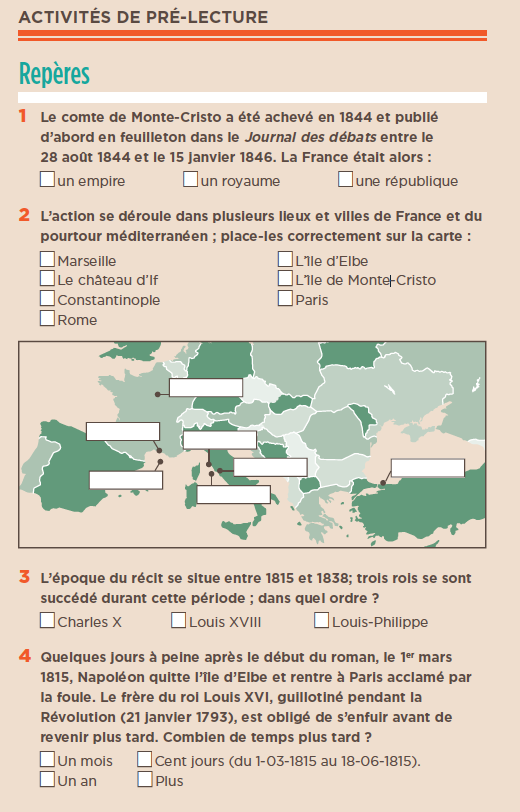 ACTIVITÉS DE PRÉ-LECTURE
Repères
1 Le comte de Monte-Cristo a été achevé en 1844 et publié
d'abord en feuilleton dans le Journal des débats entre le
28 août 1844 et le 15 janvier 1846. La France était alors :
un empire un royaume une république
2 L'action se déroule dans plusieurs lieux et villes de France et du
pourtour méditerranéen ; place-les correctement sur la carte :
Marseille L'île d'Elbe
Le château d'If L'île de Monte-Cristo
Constantinople Paris
Rome
3 L'époque du récit se situe entre 1815 et 1838; trois rois se sont
succédé durant cette période ; dans quel ordre ?
Charles X Louis XVIII Louis-Philippe
4 Quelques jours à peine après le début du roman, le 1er mars
1815, Napoléon quitte l'île d'Elbe et rentre à Paris acclamé par
la foule. Le frère du roi Louis XVI, guillotiné pendant la
Révolution (21 janvier 1793), est obligé de s'enfuir avant de
revenir plus tard. Combien de temps plus tard ?
Un mois Cent jours (du 1-03-1815 au 18-06-1815).
Un an Plus